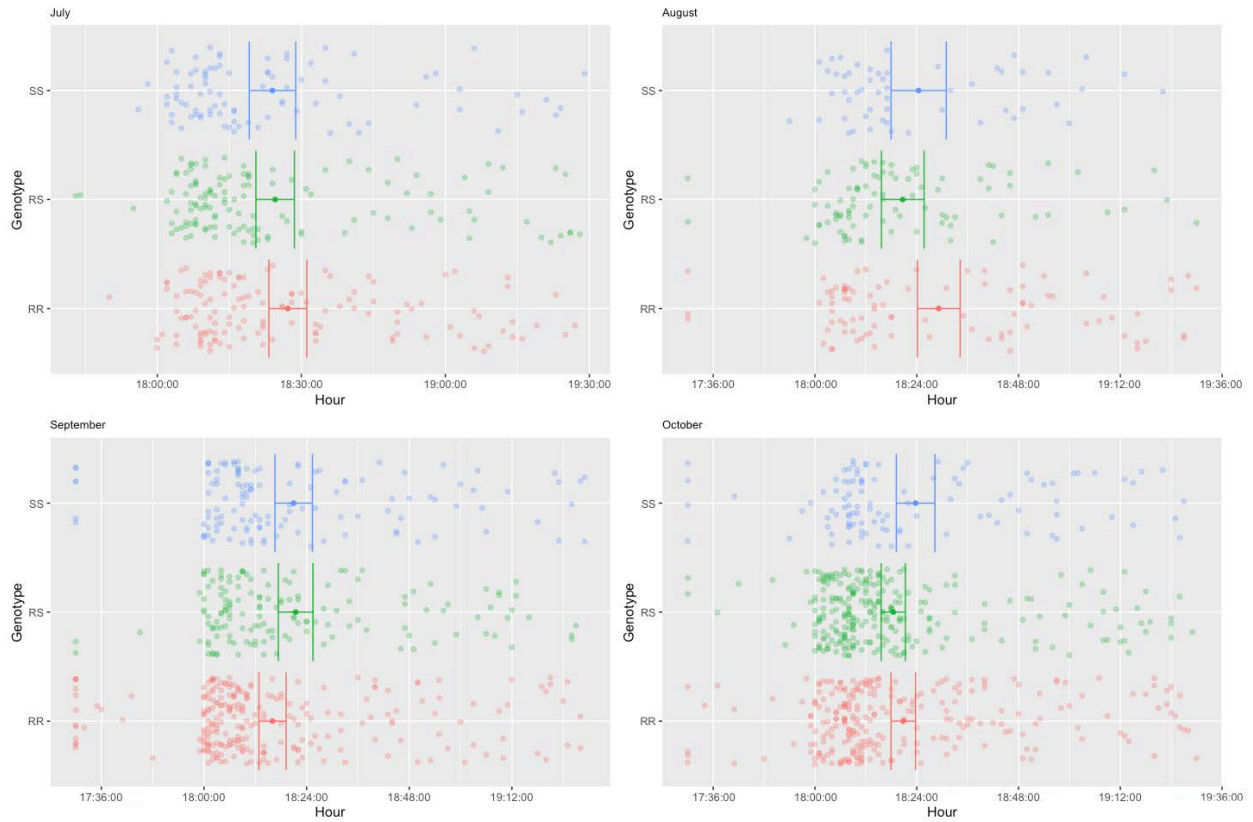 July
SS
RS
RR
Genotype
18:00:00 18:30:00 19:00:00 19:30:00
Hour
August
SS
RS
RR
Genotype
17:36:00 18:00:00 18:24:00 18:48:00 19:12:00 19:36:00
Hour
September
SS
RS
RR
Genotype
17:36:00 18:00:00 18:24:00 18:48:00 19:12:00
Hour
October
SS
RS
RR
Genotype
17:36:00 18:00:00 18:24:00 18:48:00 19:12:00 19:36:00
Hour